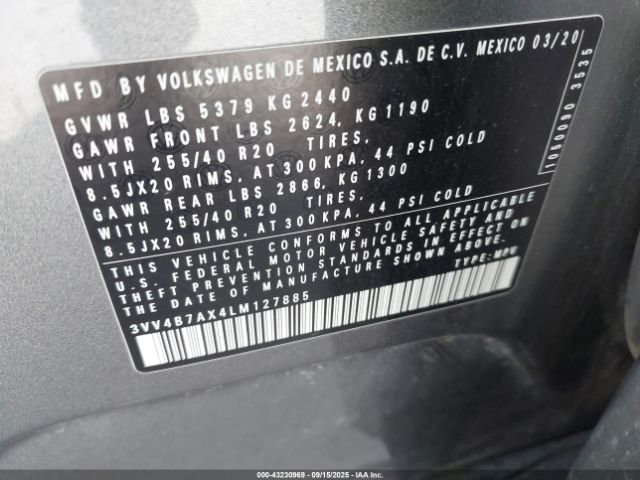 MFD BY VOLKSWAGEN DE MEXICO S.A. DE C.V. MEXICO 03/20
GVWR LBS 5379 KG 2440
GAWR FRONT LBS 2624, KG 1190
WITH 255/40 R20 TIRES,
8.5JX20 RIMS, AT 300 KPA, 44 PSI COLD
GAWR REAR LBS 2866, KG 1300
WITH 255/40 R20 TIRES,
8.5JX20 RIMS, AT 300 KPA, 44 PSI COLD
THIS VEHICLE CONFORMS TO ALL APPLICABLE
FEDERAL MOTOR VEHICLE SAFETY AND
THEFT PREVENTION STANDARDS IN EFFECT ON
THE DATE OF MANUFACTURE SHOWN ABOVE.
TYPE: MPV
3VV4B7AX4LM127885
1050090 3535
000-43230969 - 09/15/2025 - IAAI.COM